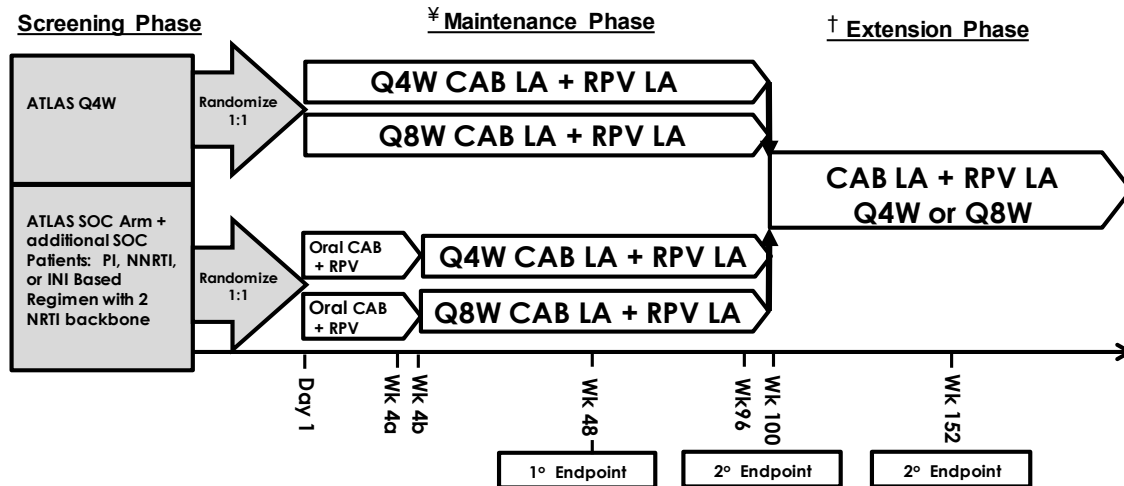 Screening Phase
¥ Maintenance Phase
† Extension Phase
ATLAS Q4W
Randomize
1:1
Q4W CAB LA + RPV LA
Q8W CAB LA + RPV LA
CAB LA + RPV LA
Q4W or Q8W
ATLAS SOC Arm +
additional SOC
Patients: PI, NNRTI,
or INI Based
Regimen with 2
NRTI backbone
Randomize
1:1
Oral CAB
+ RPV
Q4W CAB LA + RPV LA
Oral CAB
+ RPV
Q8W CAB LA + RPV LA
Day 1
Wk 4a
Wk 4b
Wk 48
Wk96
Wk 100
Wk 152
1º Endpoint
2º Endpoint
2º Endpoint